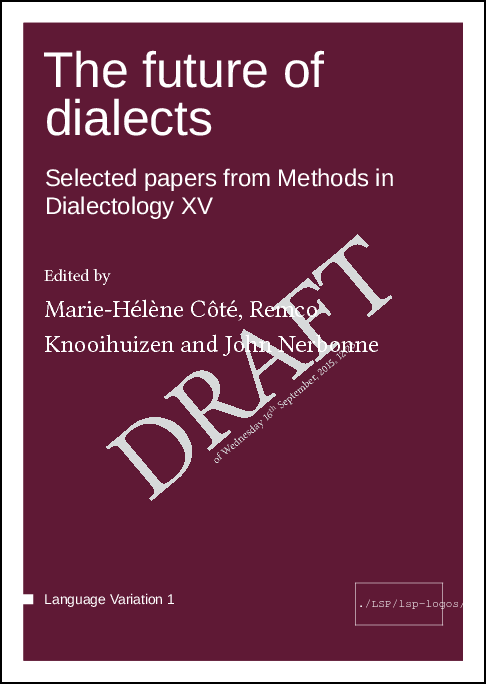 The future of
dialects
Selected papers from Methods in
Dialectology XV
Edited by
Marie-Hélène Côté, Remco
Knooihuizen and John Nerbonne
DRAFT
of Wednesday 16th September, 2015,
Language Variation 1
./LSP/lsp-logos/